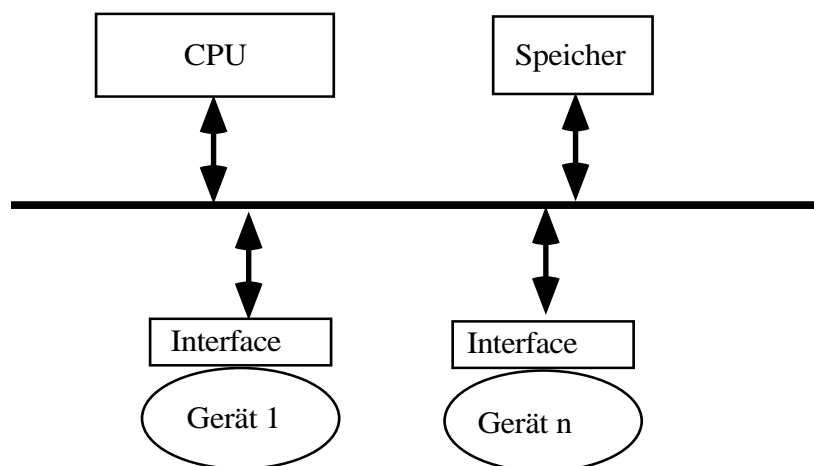 CPU
Speicher
Interface
Interface
Gerät 1
Gerät n